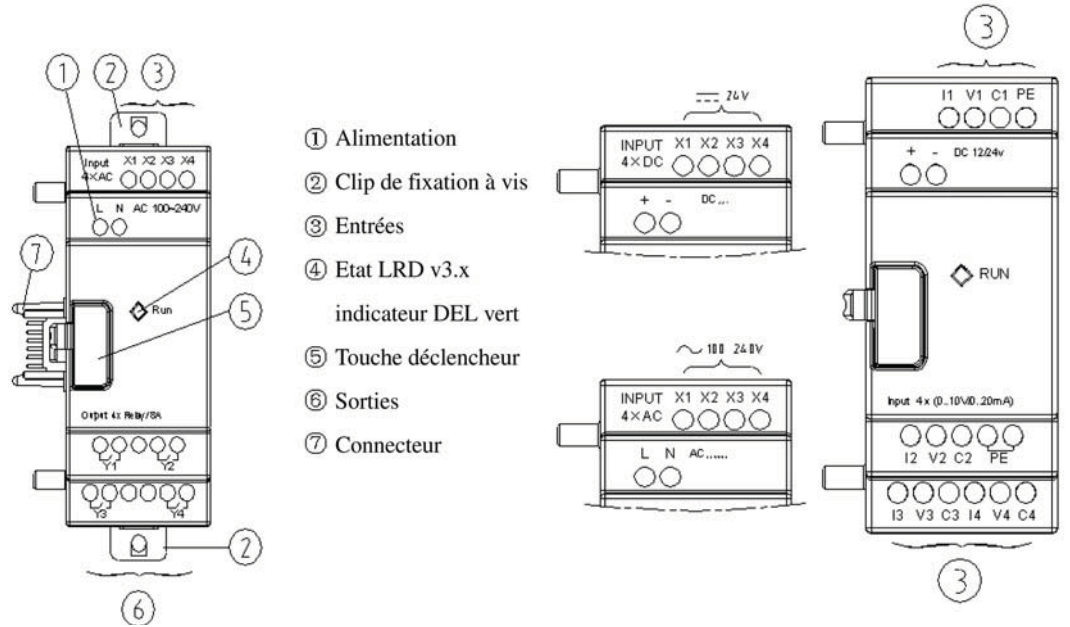 ① ② ③
Input X1 X2 X3 X4
4×AC
L N AC 100~240V
⑦
④
Run
⑤
Output 4x Relay/8A
Y1 Y2
Y3 Y4
②
⑥
① Alimentation
② Clip de fixation à vis
③ Entrées
④ Etat LRD v3.x
indicateur DEL vert
⑤ Touche déclencheur
⑥ Sorties
⑦ Connecteur
24V
INPUT X1 X2 X3 X4
4×DC
+ - DC
100 240V
INPUT X1 X2 X3 X4
4×AC
L N AC......
③
I1 V1 C1 PE
+ - DC 12/24v
RUN
Input 4 x (0..10V/0..20mA)
I2 V2 C2 PE
I3 V3 C3 I4 V4 C4
③